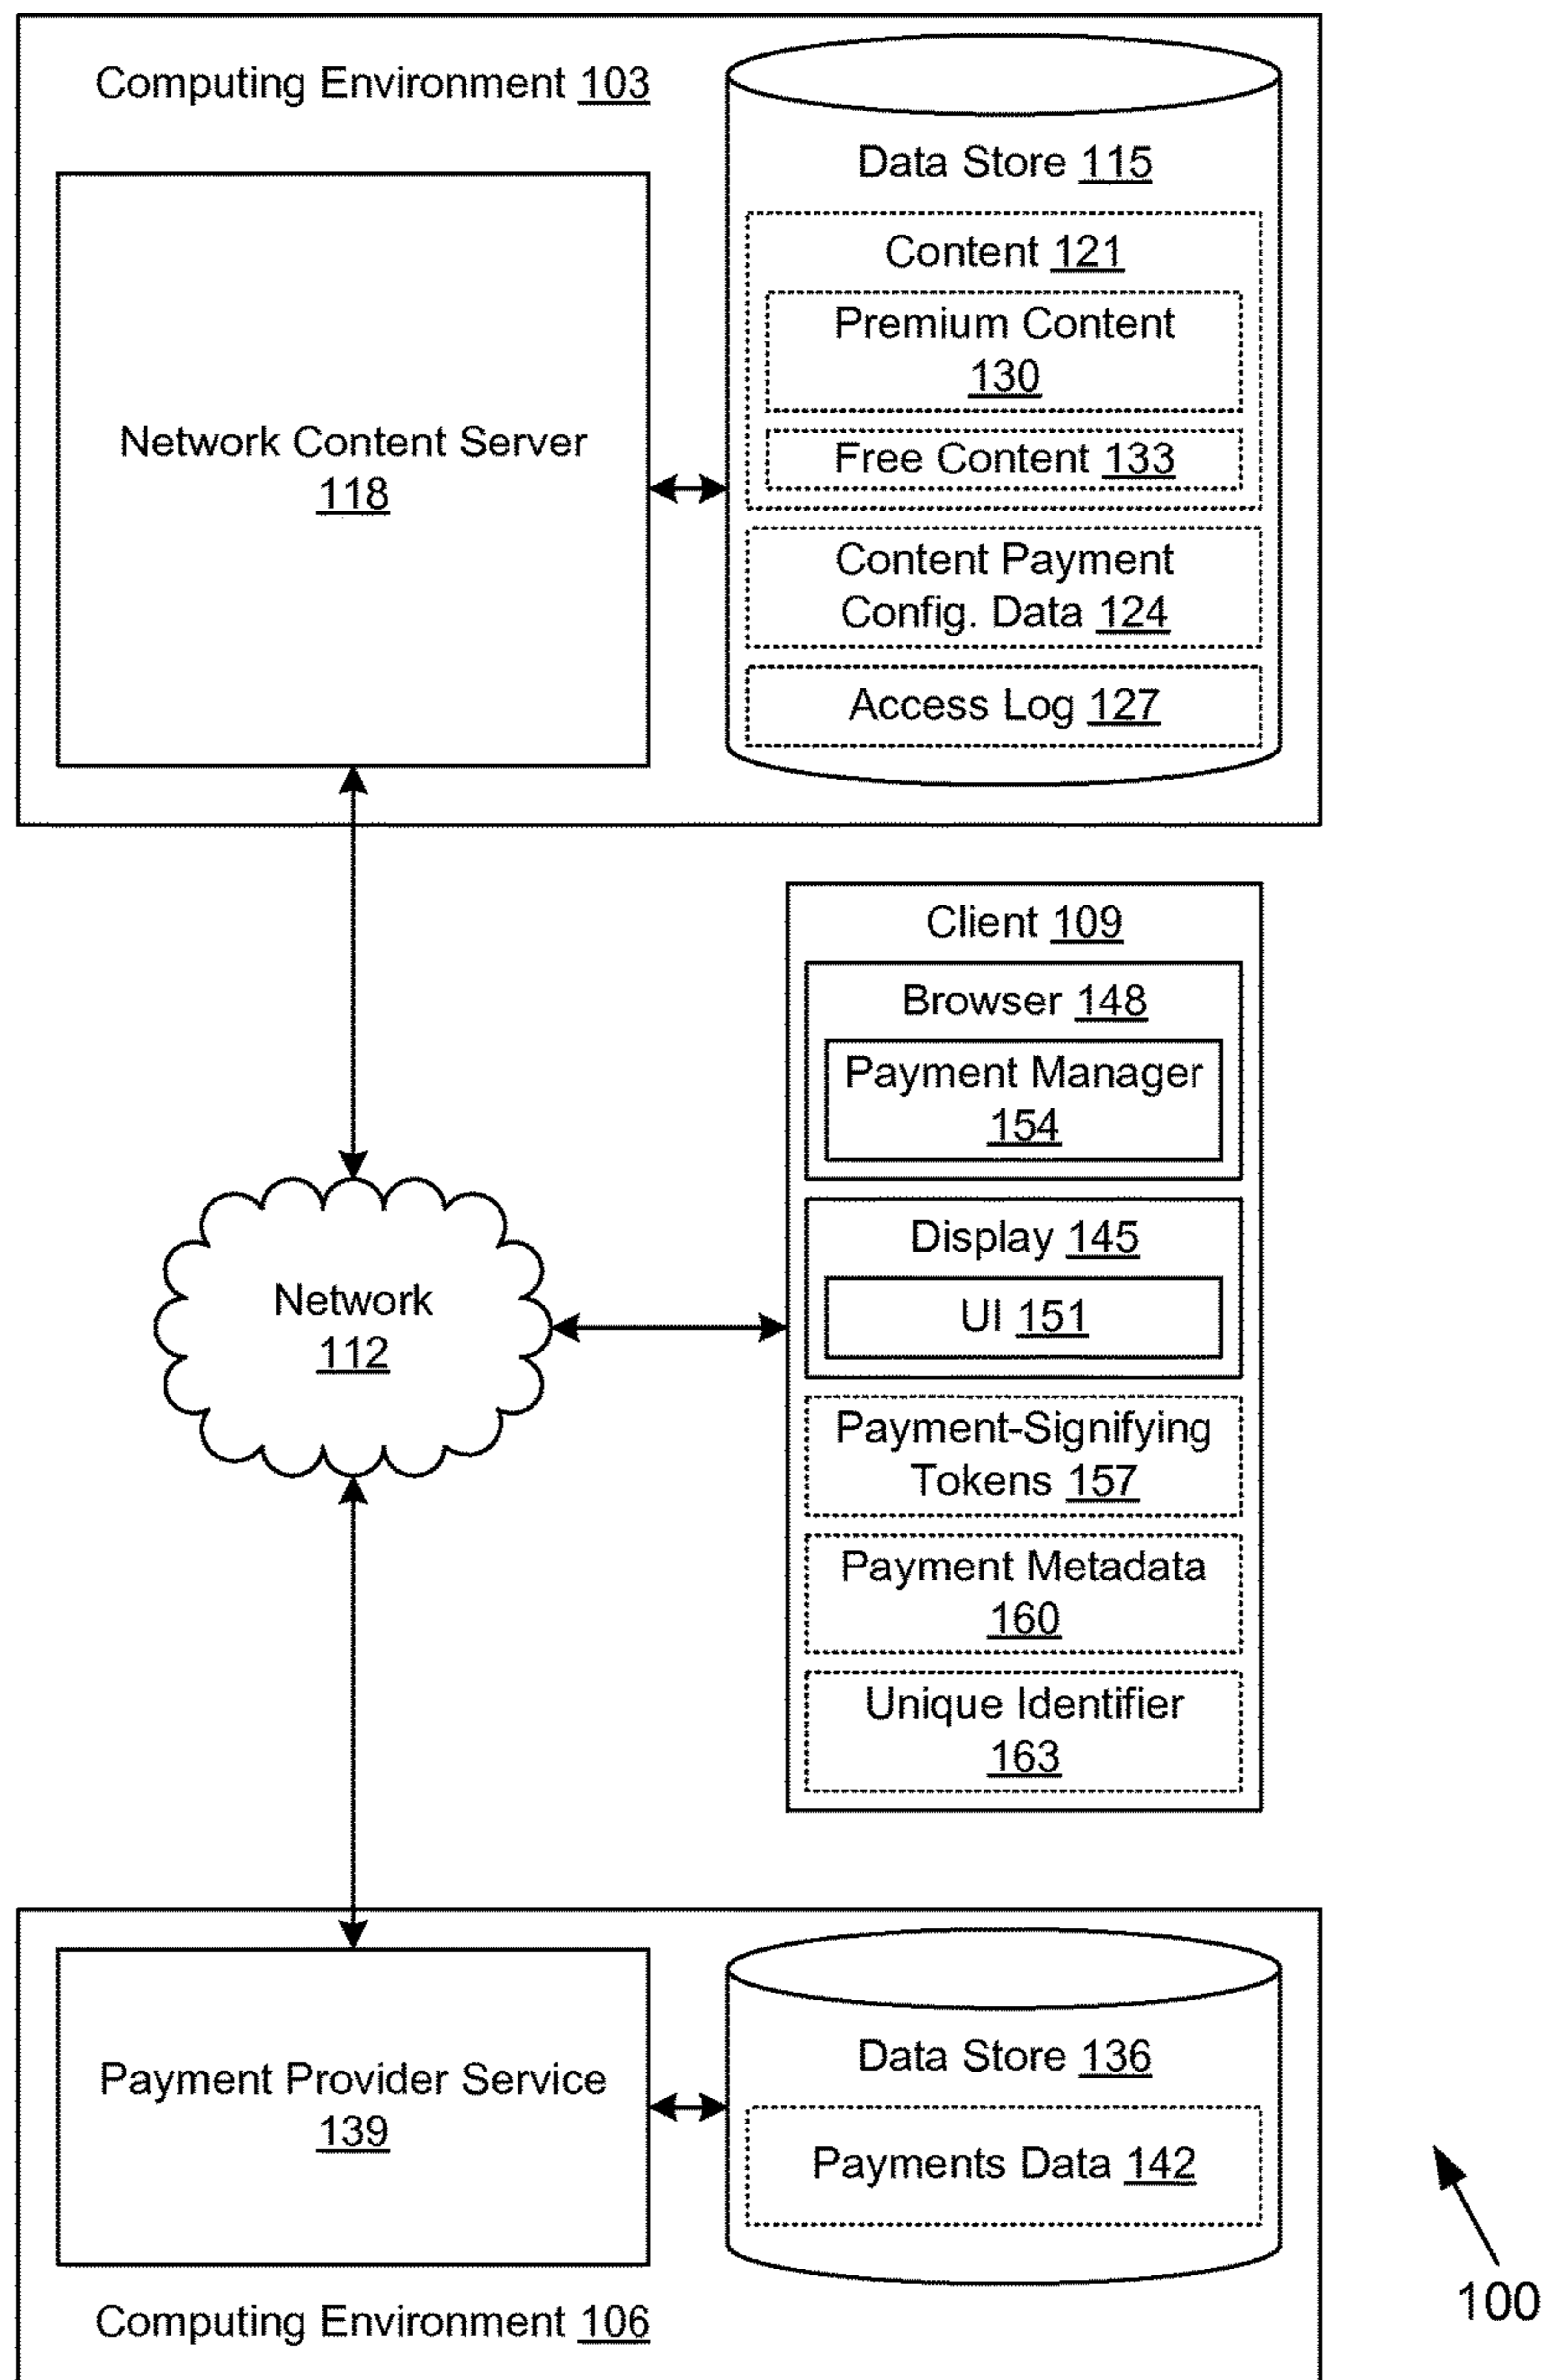 Computing Environment 103
Data Store 115
Content 121
Premium Content
130
Free Content 133
Network Content Server
118
Content Payment
Config. Data 124
Access Log 127
Client 109
Browser 148
Payment Manager
154
Display 145
UI 151
Network
112
Payment-Signifying
Tokens 157
Payment Metadata
160
Unique Identifier
163
Payment Provider Service
139
Data Store 136
Payments Data 142
Computing Environment 106
100